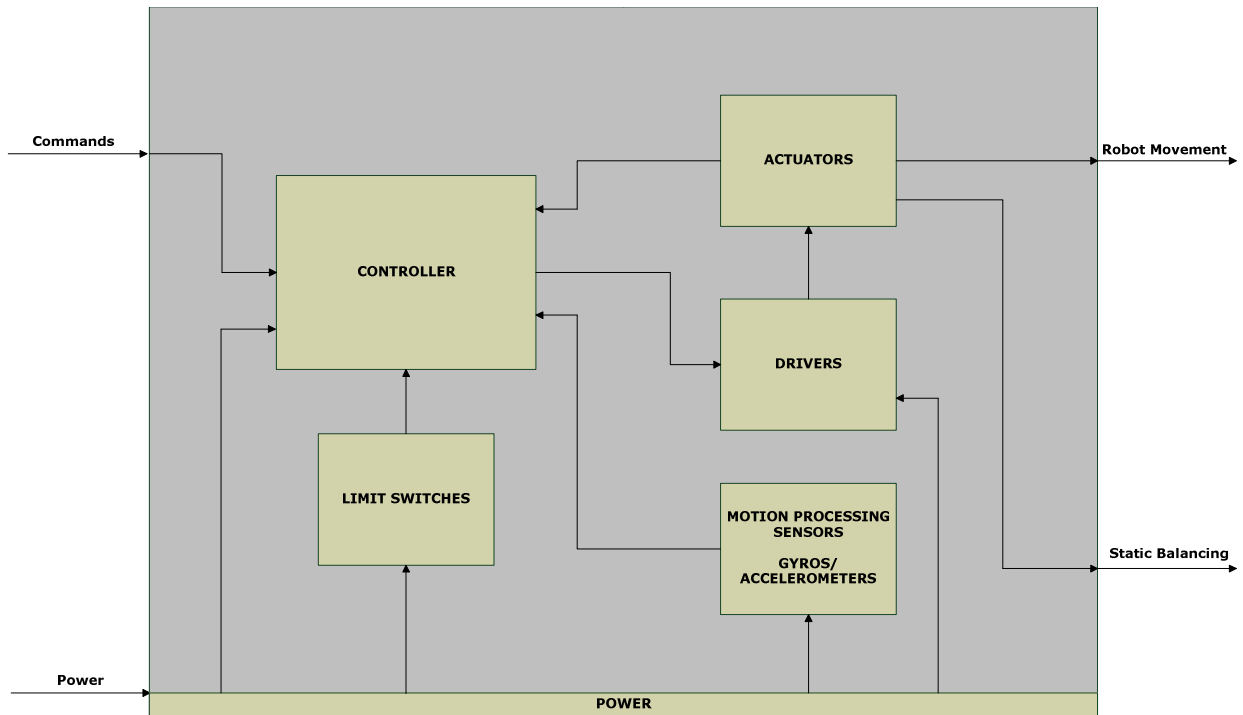 Commands
Robot Movement
ACTUATORS
CONTROLLER
DRIVERS
LIMIT SWITCHES
MOTION PROCESSING
SENSORS
GYROS/
ACCELEROMETERS
Static Balancing
Power
POWER